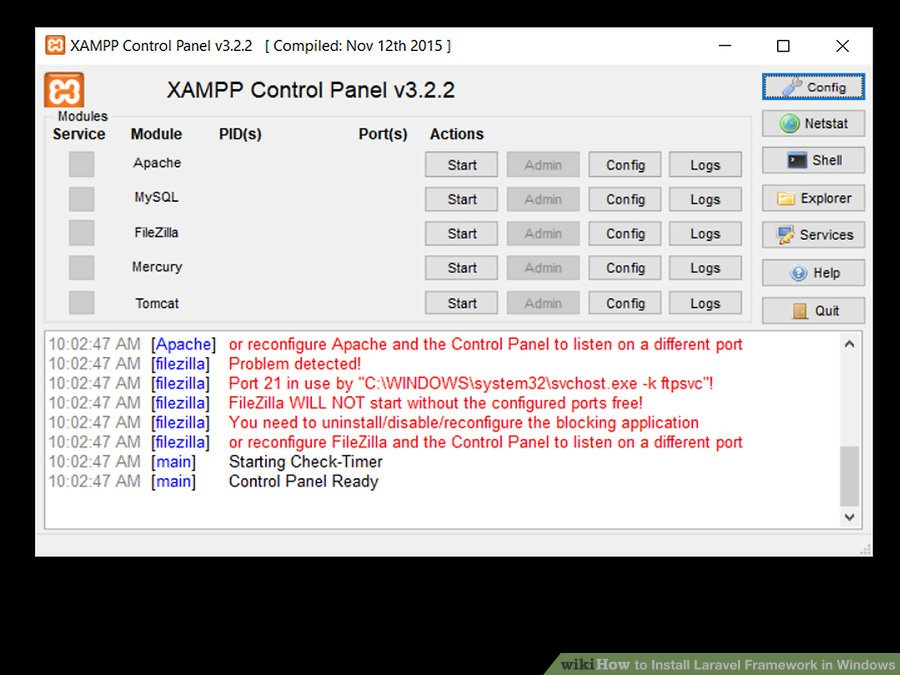 XAMPP Control Panel v3.2.2 [ Compiled: Nov 12th 2015 ]
XAMPP Control Panel v3.2.2
Config
Modules
Service Module PID(s) Port(s) Actions
Netstat
Apache Start Admin Config Logs
Shell
MySQL Start Admin Config Logs
Explorer
FileZilla Start Admin Config Logs
Services
Mercury Start Admin Config Logs
Help
Tomcat Start Admin Config Logs
Quit
10:02:47 AM [Apache] or reconfigure Apache and the Control Panel to listen on a different port
10:02:47 AM [filezilla] Problem detected!
10:02:47 AM [filezilla] Port 21 in use by "C:\WINDOWS\system32\svchost.exe -k ftpsvc"!
10:02:47 AM [filezilla] FileZilla WILL NOT start without the configured ports free!
10:02:47 AM [filezilla] You need to uninstall/disable/reconfigure the blocking application
10:02:47 AM [filezilla] or reconfigure FileZilla and the Control Panel to listen on a different port
10:02:47 AM [main] Starting Check-Timer
10:02:47 AM [main] Control Panel Ready
wikiHow to Install Laravel Framework in Windows